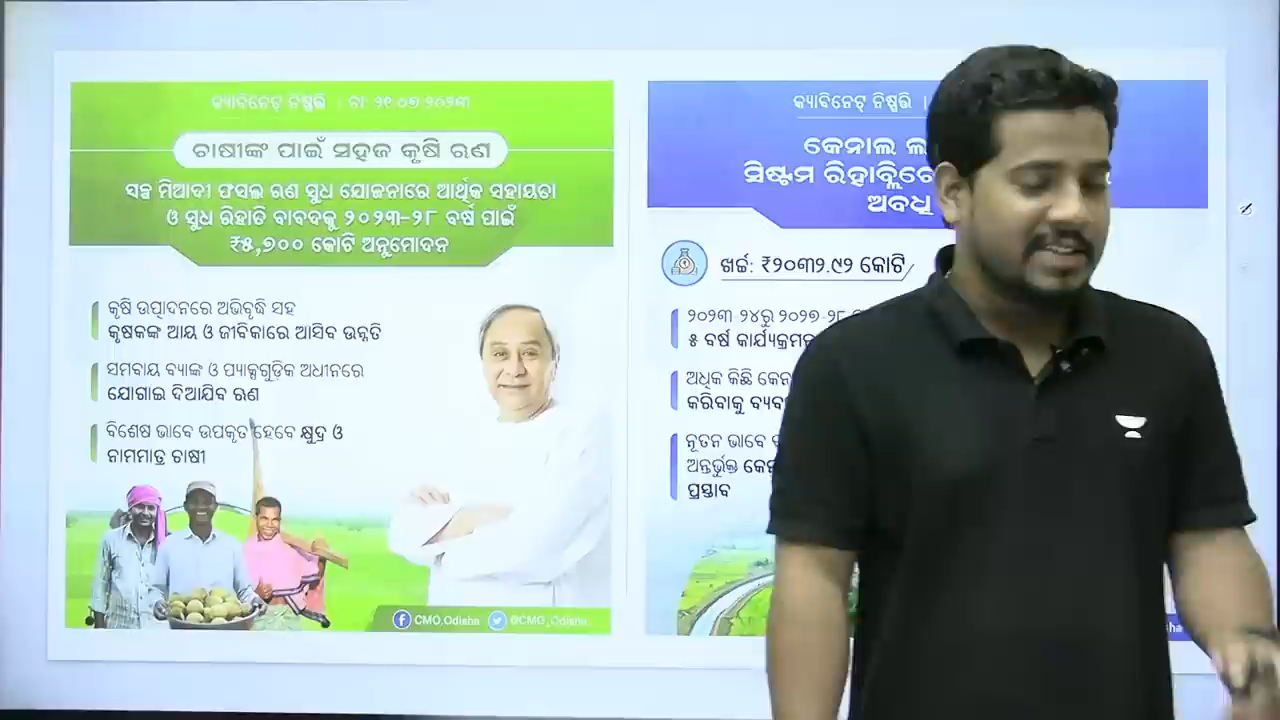 କ୍ୟାବିନେଟ୍ ନିଷ୍ପତ୍ତି | ତା. ୨୧.୦୭.୨୦୨୩
ଚାଷୀଙ୍କ ପାଇଁ ସହଜ କୃଷି ଋଣ
ସ୍ୱଳ୍ପ ମିଆଦୀ ଫସଲ ଋଣ ସୁଧ ଯୋଜନାରେ ଆର୍ଥିକ ସହାୟତା
ଓ ସୁଧ ରିହାତି ବାବଦକୁ ୨୦୨୩-୨୮ ବର୍ଷ ପାଇଁ
₹୫,୭୦୦ କୋଟି ଅନୁମୋଦନ
କୃଷି ଉତ୍ପାଦନରେ ଅଭିବୃଦ୍ଧି ସହ
କୃଷକଙ୍କ ଆୟ ଓ ଜୀବିକାରେ ଆସିବ ଉନ୍ନତି
ସମବାୟ ବ୍ୟାଙ୍କ ଓ ପ୍ୟାକ୍ସଗୁଡ଼ିକ ଅଧୀନରେ
ଯୋଗାଇ ଦିଆଯିବ ଋଣ
ବିଶେଷ ଭାବେ ଉପକୃତ ହେବେ କ୍ଷୁଦ୍ର ଓ
ନାମମାତ୍ର ଚାଷୀ
CMO.Odisha @CMO_Odisha
କ୍ୟାବିନେଟ୍ ନିଷ୍ପତ୍ତି |
କେନାଲ
ସିଷ୍ଟମ
ଅବଧି
ଖର୍ଚ୍ଚ: ₹୨୦୩୨.୯୨ କୋଟି
୨୦୨୩-୨୪ରୁ ୨୦୨୭-୨୮
୫ ବର୍ଷ
ଅଧିକ କିଛି
କରିବାକୁ
ନୂତନ ଭାବେ
ଅନ୍ତର୍ଭୁକ୍ତ
ପ୍ରସ୍ତାବ